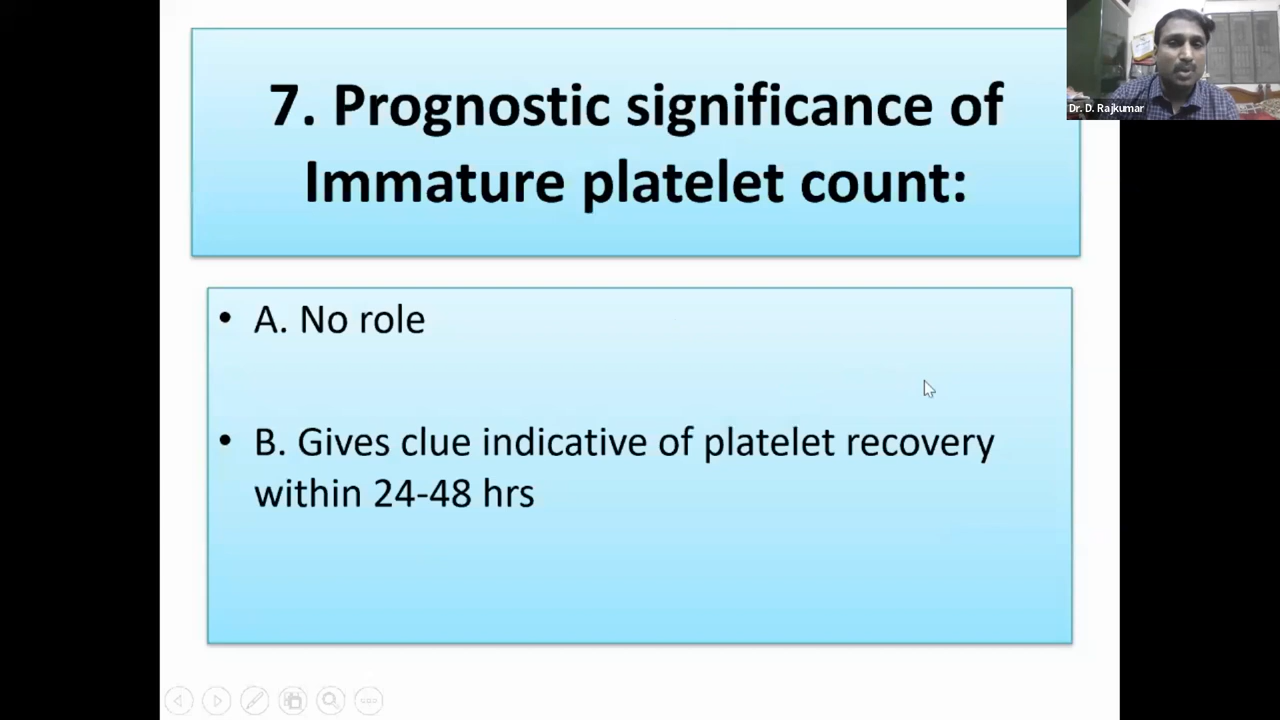 7. Prognostic significance of
Immature platelet count:
Dr. D. Rajkumar
• A. No role
• B. Gives clue indicative of platelet recovery
within 24-48 hrs